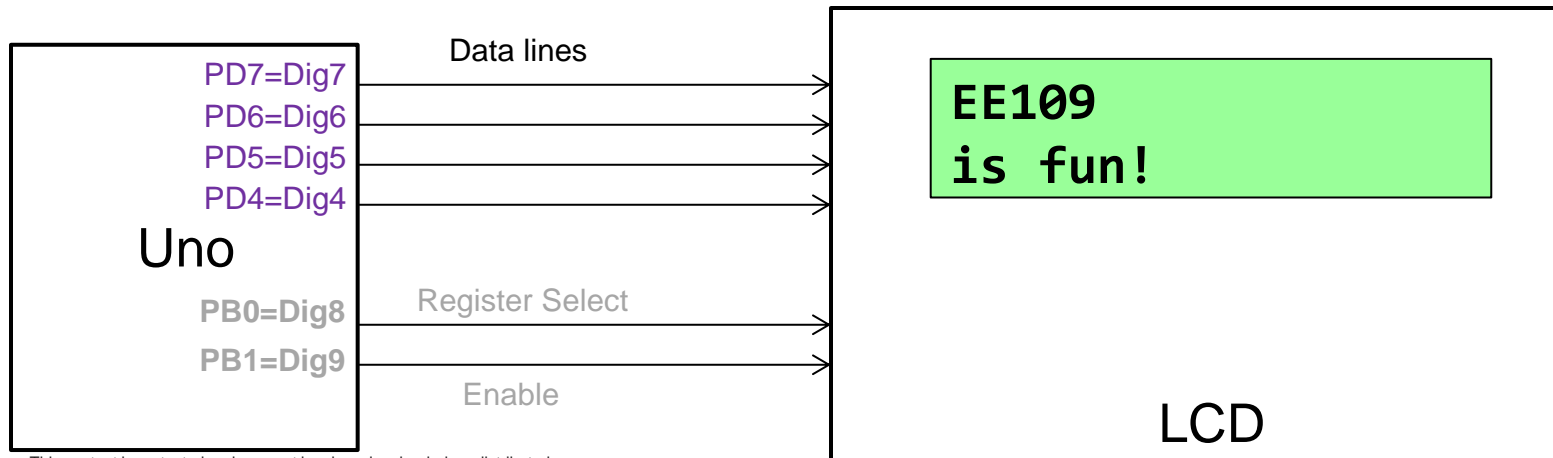 Data lines
PD7=Dig7
PD6=Dig6
PD5=Dig5
PD4=Dig4
Uno
PB0=Dig8
PB1=Dig9
Register Select
Enable
EE109
is fun!
LCD